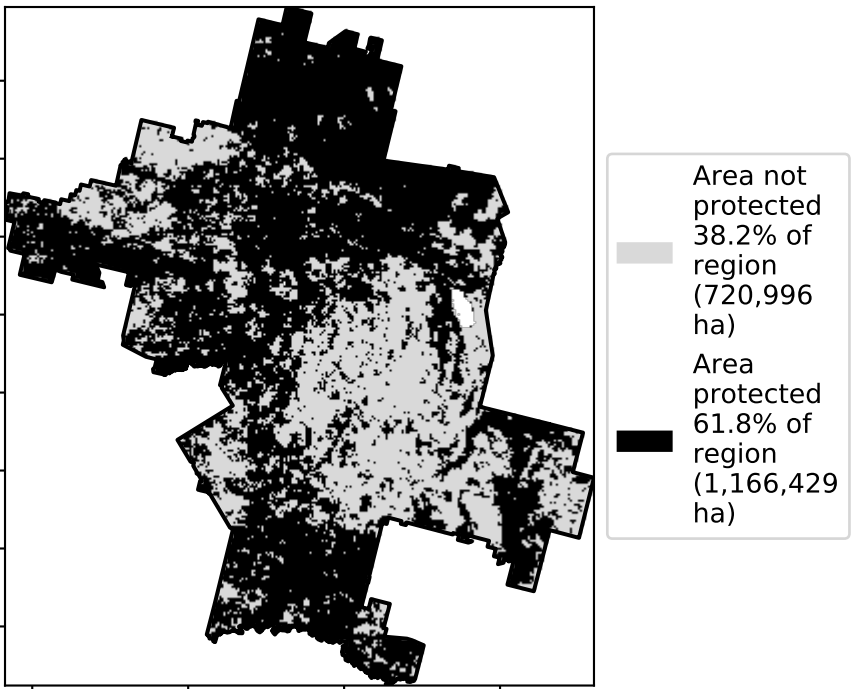 Area not
protected
38.2% of
region
(720,996
ha)
Area
protected
61.8% of
region
(1,166,429
ha)